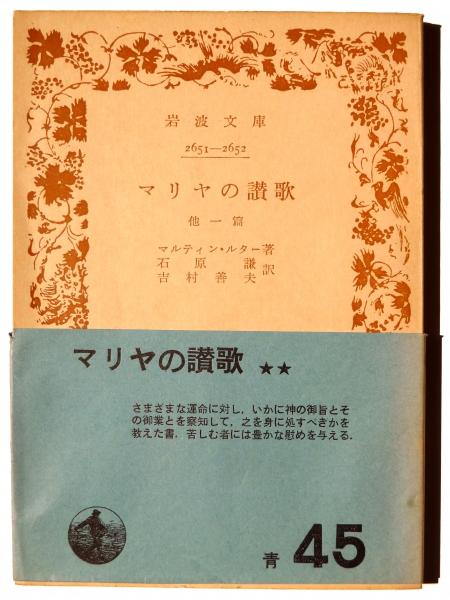 岩波文庫
2651—2652
マリヤの讃歌
他一篇
マルティン・ルター著
石原謙
吉村善夫訳
マリヤの讃歌 ★★
さまざまな運命に対し，いかに神の御旨とそ
の御業とを察知して，之を身に処すべきかを
教えた書．苦しむ者には豊かな慰めを与える．
青 45